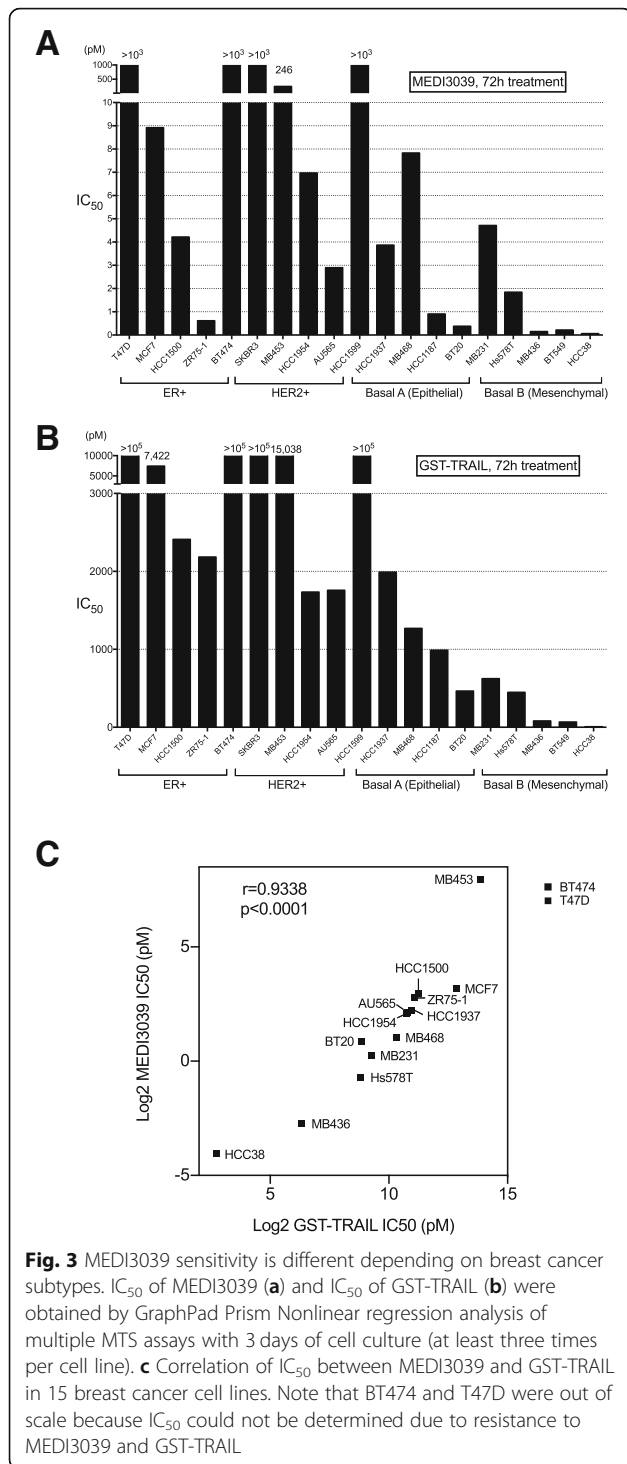 A
(pM)
>10³ >10³ >10³ 246 >10³
MEDI3039, 72h treatment
1000
500
0
10
9
8
7
6
5
4
3
2
1
0
IC₅₀
T47D MCF7 HCC1500 ZR75-1 BT474 SKBR3 MB453 HCC1954 AU565 HCC1599 HCC1937 MB468 HCC1187 BT20 MB231 Hs578T MB436 BT549 HCC38
ER+ HER2+ Basal A (Epithelial) Basal B (Mesenchymal)
B
(pM)
>10⁵ 7,422 >10⁵ >10⁵ 15,038 >10⁵
GST-TRAIL, 72h treatment
10000
5000
3000
2000
1000
0
IC₅₀
T47D MCF7 HCC1500 ZR75-1 BT474 SKBR3 MB453 HCC1954 AU565 HCC1599 HCC1937 MB468 HCC1187 BT20 MB231 Hs578T MB436 BT549 HCC38
ER+ HER2+ Basal A (Epithelial) Basal B (Mesenchymal)
C
r=0.9338
p<0.0001
MB453
BT474
T47D
HCC1500
MCF7
ZR75-1
AU565
HCC1937
HCC1954
MB468
BT20
MB231
Hs578T
MB436
HCC38
Log2 MEDI3039 IC50 (pM)
5
0
-5
5 10 15
Log2 GST-TRAIL IC50 (pM)
Fig. 3 MEDI3039 sensitivity is different depending on breast cancer
subtypes. IC₅₀ of MEDI3039 (a) and IC₅₀ of GST-TRAIL (b) were
obtained by GraphPad Prism Nonlinear regression analysis of
multiple MTS assays with 3 days of cell culture (at least three times
per cell line). c Correlation of IC₅₀ between MEDI3039 and GST-TRAIL
in 15 breast cancer cell lines. Note that BT474 and T47D were out of
scale because IC₅₀ could not be determined due to resistance to
MEDI3039 and GST-TRAIL